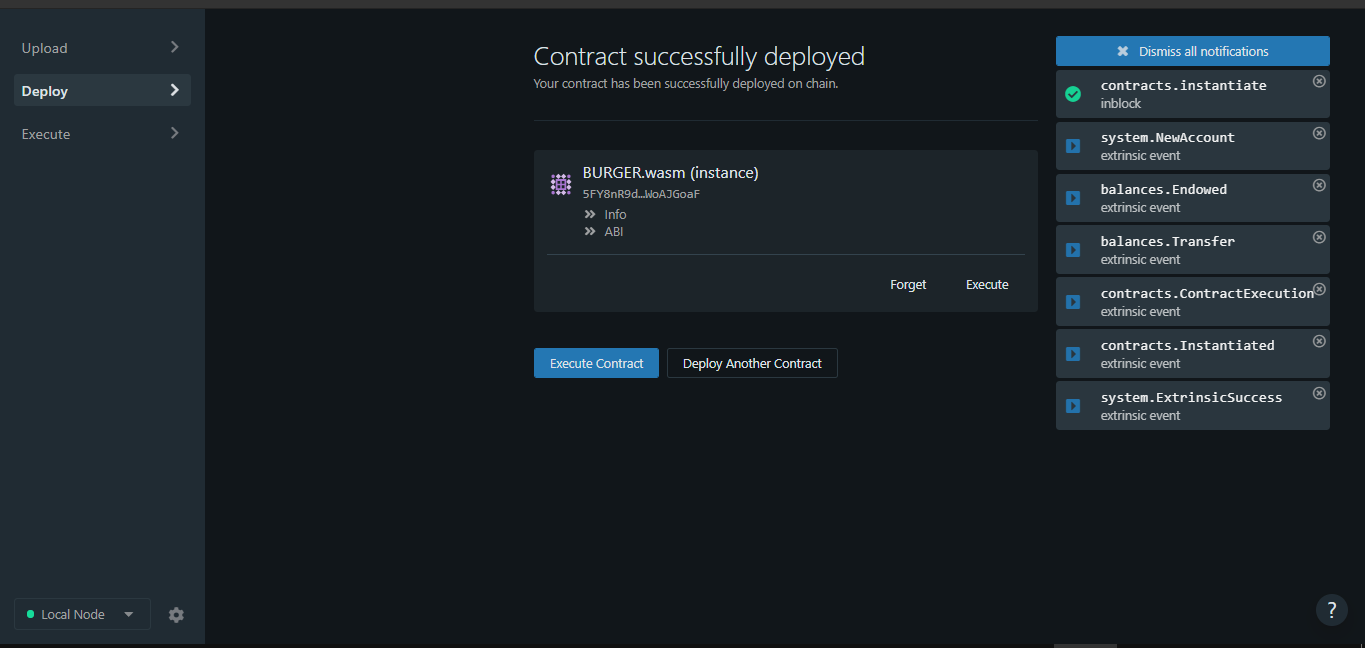 Upload
Deploy
Execute
Local Node
Contract successfully deployed
Your contract has been successfully deployed on chain.
BURGER.wasm (instance)
5FY8nR9d…WoAJGoaF
Info
ABI
Forget
Execute
Execute Contract
Deploy Another Contract
Dismiss all notifications
contracts.instantiate
inblock
system.NewAccount
extrinsic event
balances.Endowed
extrinsic event
balances.Transfer
extrinsic event
contracts.ContractExecution
extrinsic event
contracts.Instantiated
extrinsic event
system.ExtrinsicSuccess
extrinsic event
?